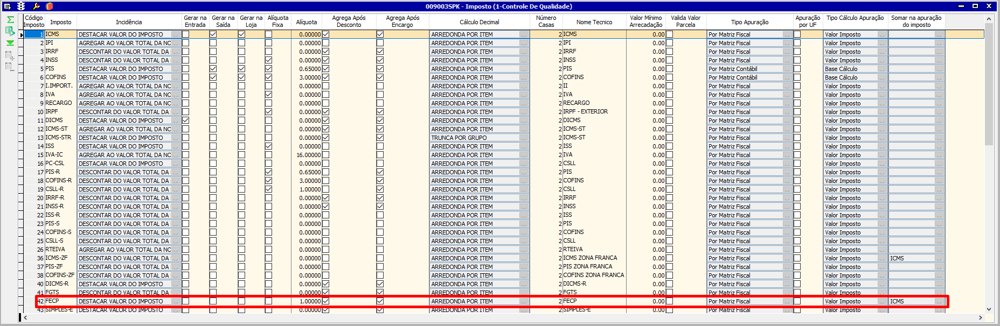 009003SPK - Imposto (1-Controle De Qualidade)
Código Imposto Imposto Incidência Gerar na Entrada Gerar na Saída Gerar na Loja Alíquota Fixa Alíquota Agrega Após Desconto Agrega Após Encargo Cálculo Decimal Número Casas Nome Tecnico Valor Mínimo Arrecadação Valida Valor Parcela Tipo Apuração Apuração por UF Tipo Cálculo Apuração Somar na apuração do imposto
1 ICMS DESTACAR VALOR DO IMPOSTO 0.00000 ARREDONDA POR ITEM 2 ICMS 0.00 Por Matriz Fiscal Valor Imposto
2 IPI AGREGAR AO VALOR TOTAL DA NO 0.00000 ARREDONDA POR ITEM 2 IPI 0.00 Por Matriz Fiscal Valor Imposto
3 IRRF DESCONTAR DO VALOR TOTAL DA 0.00000 ARREDONDA POR ITEM 2 IRRF 0.00 Por Matriz Fiscal Valor Imposto
4 INSS DESCONTAR DO VALOR TOTAL DA 0.00000 ARREDONDA POR ITEM 2 INSS 0.00 Por Matriz Fiscal Valor Imposto
5 PIS DESTACAR VALOR DO IMPOSTO 0.65000 ARREDONDA POR ITEM 2 PIS 0.00 Por Matriz Contábil Base Cálculo
6 COFINS DESTACAR VALOR DO IMPOSTO 3.00000 ARREDONDA POR ITEM 2 COFINS 0.00 Por Matriz Contábil Base Cálculo
7 I.IMPORT. AGREGAR AO VALOR TOTAL DA NO 0.00000 ARREDONDA POR ITEM 2 II 0.00 Por Matriz Fiscal Valor Imposto
8 IVA AGREGAR AO VALOR TOTAL DA NO 0.00000 ARREDONDA POR ITEM 2 IVA 0.00 Por Matriz Fiscal Valor Imposto
9 RECARGO AGREGAR AO VALOR TOTAL DA NO 0.00000 ARREDONDA POR ITEM 2 RECARGO 0.00 Por Matriz Fiscal Valor Imposto
10 IRPF DESCONTAR DO VALOR TOTAL DA 0.00000 ARREDONDA POR ITEM 2 IRPF - EXTERIOR 0.00 Por Matriz Fiscal Valor Imposto
11 DICMS DESTACAR VALOR DO IMPOSTO 0.00000 ARREDONDA POR ITEM 2 DICMS 0.00 Por Matriz Fiscal Valor Imposto
12 ICMS-ST AGREGAR AO VALOR TOTAL DA NO 0.00000 ARREDONDA POR ITEM 2 ICMS-ST 0.00 Por Matriz Fiscal Valor Imposto
13 ICMS-STR AGREGAR AO VALOR TOTAL DA NO 0.00000 TRUNCA POR GRUPO 2 ICMS-ST 0.00 Por Matriz Fiscal Valor Imposto
14 ISS DESCONTAR DO VALOR TOTAL DA 0.00000 ARREDONDA POR ITEM 2 ISS 0.00 Por Matriz Fiscal Valor Imposto
15 IVA-IC AGREGAR AO VALOR TOTAL DA NO 16.00000 ARREDONDA POR ITEM 2 IVA 0.00 Por Matriz Fiscal Valor Imposto
16 PC-CSL DESTACAR VALOR DO IMPOSTO 0.00000 ARREDONDA POR ITEM 2 CSLL 0.00 Por Matriz Fiscal Valor Imposto
17 PIS-R DESCONTAR DO VALOR TOTAL DA 0.65000 ARREDONDA POR ITEM 2 PIS 0.00 Por Matriz Fiscal Valor Imposto
18 COFINS-R DESCONTAR DO VALOR TOTAL DA 3.00000 ARREDONDA POR ITEM 2 COFINS 0.00 Por Matriz Fiscal Valor Imposto
19 CSLL-R DESCONTAR DO VALOR TOTAL DA 1.00000 ARREDONDA POR ITEM 2 CSLL 0.00 Por Matriz Fiscal Valor Imposto
20 IRRF-R DESCONTAR DO VALOR TOTAL DA 0.00000 ARREDONDA POR ITEM 2 IRRF 0.00 Por Matriz Fiscal Valor Imposto
21 INSS-R DESCONTAR DO VALOR TOTAL DA 0.00000 ARREDONDA POR ITEM 2 INSS 0.00 Por Matriz Fiscal Valor Imposto
22 ISS-R DESCONTAR DO VALOR TOTAL DA 0.00000 ARREDONDA POR ITEM 2 ISS 0.00 Por Matriz Fiscal Valor Imposto
23 PIS-S DESCONTAR DO VALOR TOTAL DA 0.00000 ARREDONDA POR ITEM 2 PIS 0.00 Por Matriz Fiscal Valor Imposto
24 COFINS-S DESCONTAR DO VALOR TOTAL DA 0.00000 ARREDONDA POR ITEM 2 COFINS 0.00 Por Matriz Fiscal Valor Imposto
25 CSLL-S DESCONTAR DO VALOR TOTAL DA 0.00000 ARREDONDA POR ITEM 2 CSLL 0.00 Por Matriz Fiscal Valor Imposto
26 RTEIVA AGREGAR AO VALOR TOTAL DA NO 0.00000 ARREDONDA POR ITEM 2 RTEIVA 0.00 Por Matriz Fiscal Valor Imposto
36 ICMS-ZF DESCONTAR DO VALOR TOTAL DA 0.00000 ARREDONDA POR ITEM 2 ICMS ZONA FRANCA 0.00 Por Matriz Fiscal Valor Imposto ICMS
37 PIS-ZF DESCONTAR DO VALOR TOTAL DA 0.00000 ARREDONDA POR ITEM 2 PIS ZONA FRANCA 0.00 Por Matriz Fiscal Valor Imposto
38 COFINS-ZF DESCONTAR DO VALOR TOTAL DA 0.00000 ARREDONDA POR ITEM 2 COFINS ZONA FRANCA 0.00 Por Matriz Fiscal Valor Imposto
40 DICMS-R DESTACAR VALOR DO IMPOSTO 0.00000 ARREDONDA POR ITEM 2 DICMS-R 0.00 Por Matriz Fiscal Valor Imposto
41 FGTS DESCONTAR DO VALOR TOTAL DA 0.00000 ARREDONDA POR ITEM 2 FGTS 0.00 Por Matriz Fiscal Valor Imposto
42 FECP DESTACAR VALOR DO IMPOSTO 1.00000 ARREDONDA POR ITEM 2 FECP 0.00 Por Matriz Fiscal Valor Imposto ICMS
43 SIMPLES-E DESTACAR VALOR DO IMPOSTO 0.00000 ARREDONDA POR ITEM 2 SIMPLES-E 0.00 Por Matriz Fiscal Valor Imposto